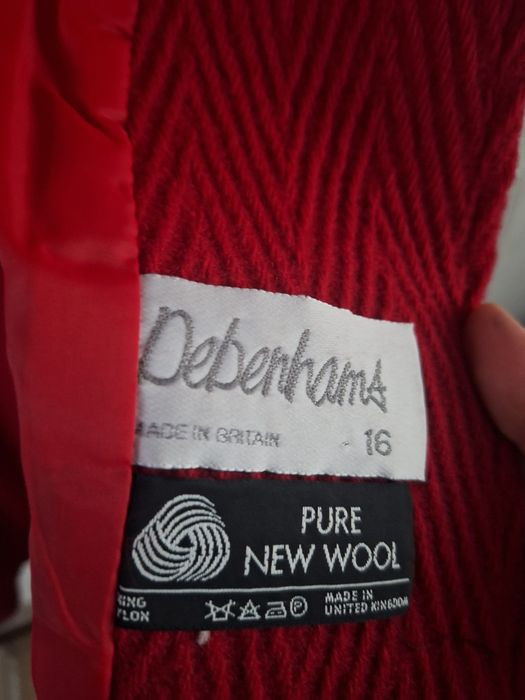 Debenhams
MADE IN BRITAIN
16
PURE
NEW WOOL
MADE IN
UNITED KINGDOM